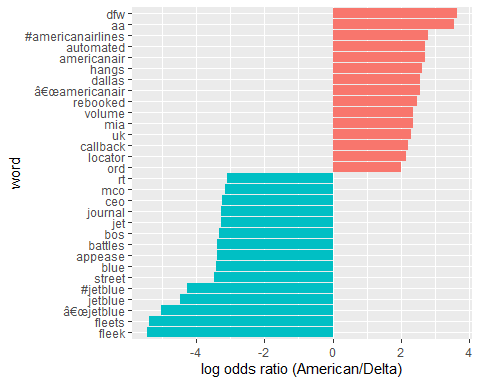 dfw
aa
#americanairlines
automated
americanair
hangs
dallas
â€œamericanair
rebooked
volume
mia
uk
callback
locator
ord
rt
mco
ceo
journal
jet
bos
battles
appease
blue
street
#jetblue
jetblue
â€œjetblue
fleets
fleek
word
-4 -2 0 2 4
log odds ratio (American/Delta)